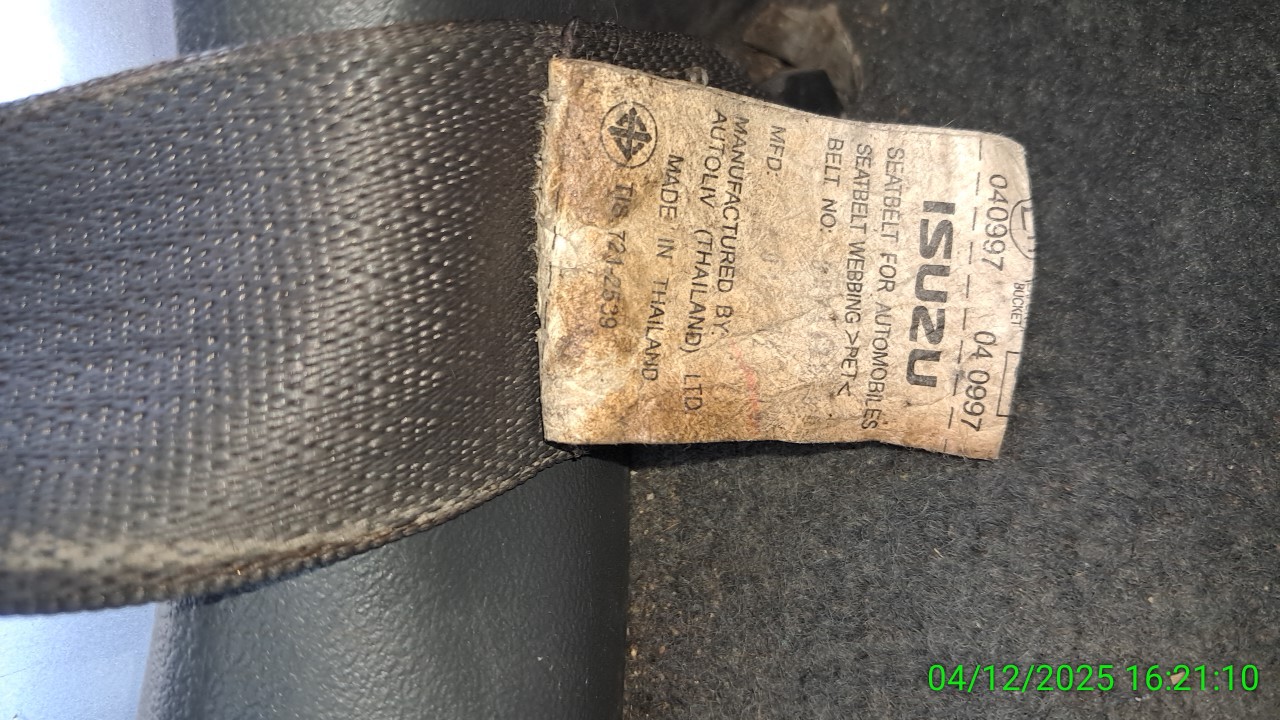 BUCKET
040997 04 0997
ISUZU
SEATBELT FOR AUTOMOBILES
SEATBELT WEBBING >PET<
BELT NO.
MFD.
MANUFACTURED BY.
AUTOLIV (THAILAND) LTD.
MADE IN THAILAND
TIS 721-2539
04/12/2025 16:21:10